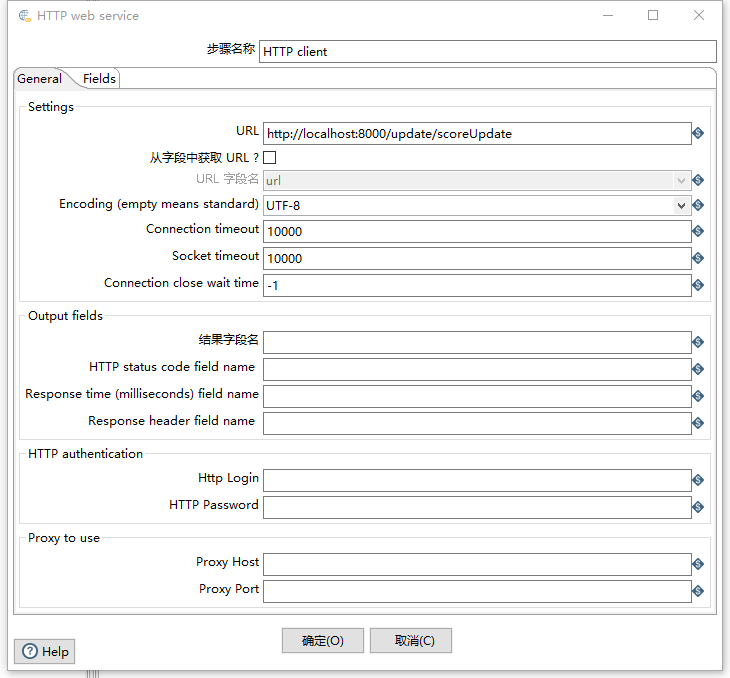 HTTP web service
步骤名称 HTTP client
General Fields
Settings
URL http://localhost:8000/update/scoreUpdate
从字段中获取 URL ?
URL 字段名 url
Encoding (empty means standard) UTF-8
Connection timeout 10000
Socket timeout 10000
Connection close wait time -1
Output fields
结果字段名
HTTP status code field name
Response time (milliseconds) field name
Response header field name
HTTP authentication
Http Login
HTTP Password
Proxy to use
Proxy Host
Proxy Port
确定(O) 取消(C)
Help